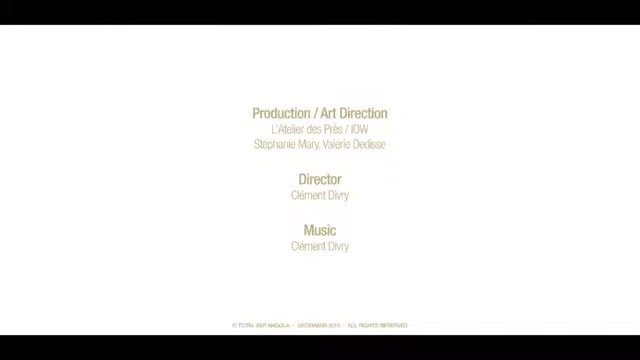 Production / Art Direction
L'Atelier des Près / IOW
Stéphanie Mary, Valérie Dedisse
Director
Clément Divry
Music
Clément Divry
© TOTAL E&P ANGOLA - DECEMBER - ALL RIGHTS RESERVED